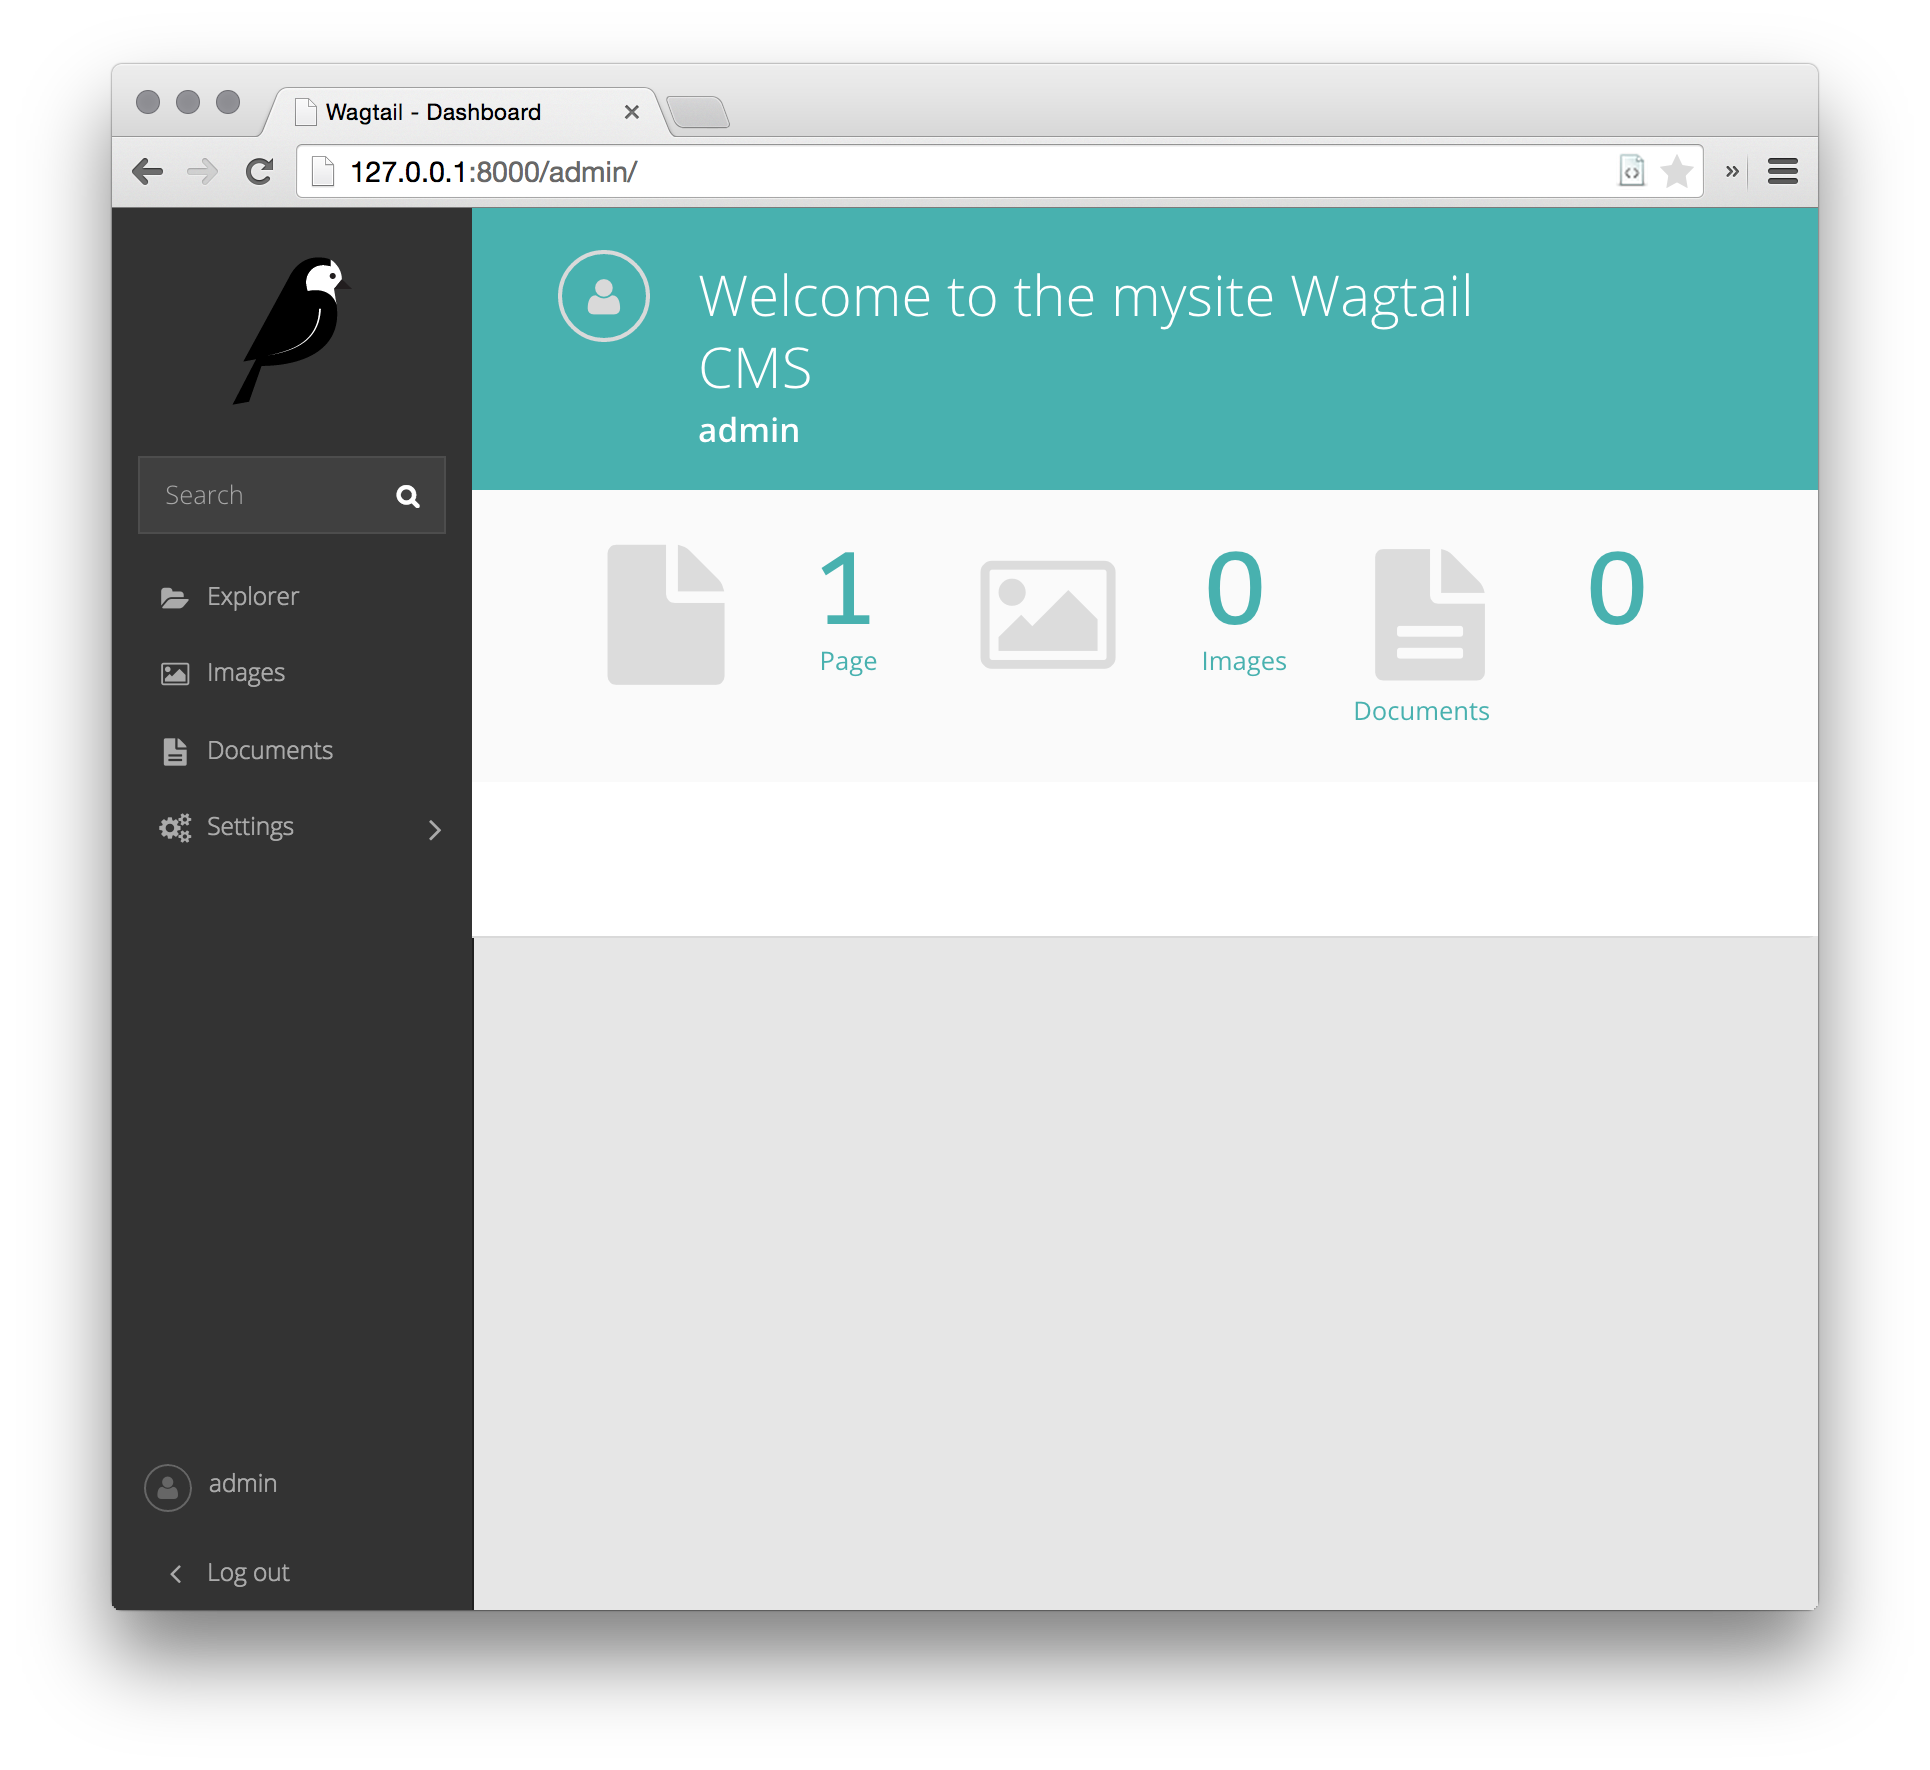 Wagtail - Dashboard
127.0.0.1:8000/admin/
Search
Explorer
Images
Documents
Settings
admin
Log out
Welcome to the mysite Wagtail
CMS
admin
1
Page
0
Images
0
Documents